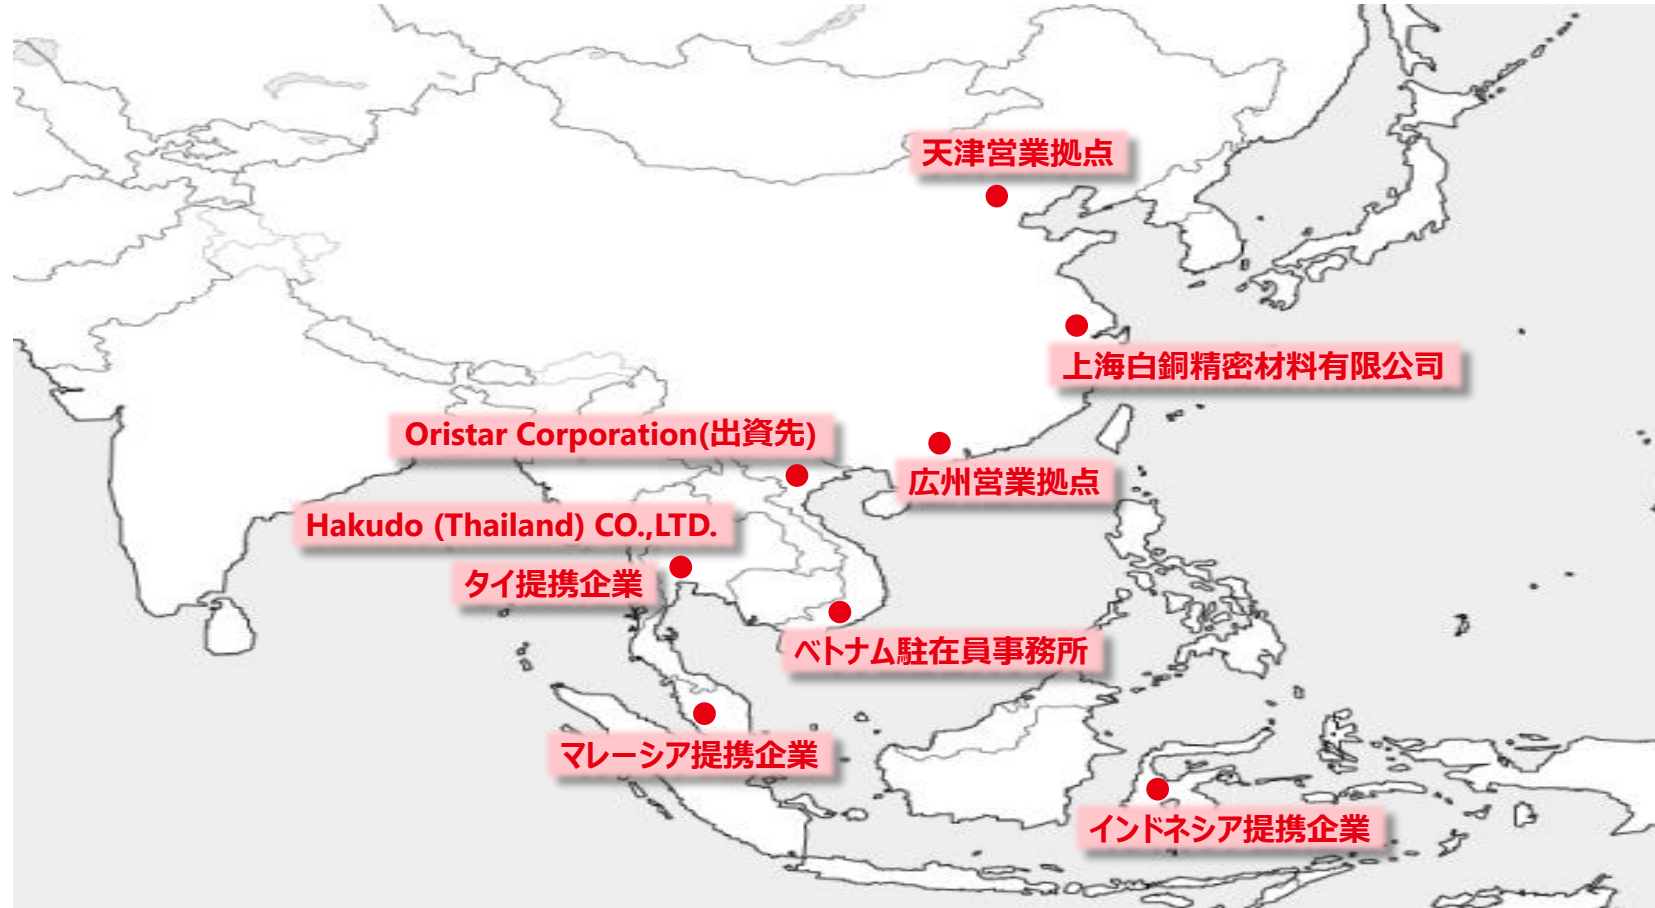 天津営業拠点
上海白銅精密材料有限公司
Oristar Corporation(出資先)
広州営業拠点
Hakudo (Thailand) CO.,LTD.
タイ提携企業
ベトナム駐在員事務所
マレーシア提携企業
インドネシア提携企業